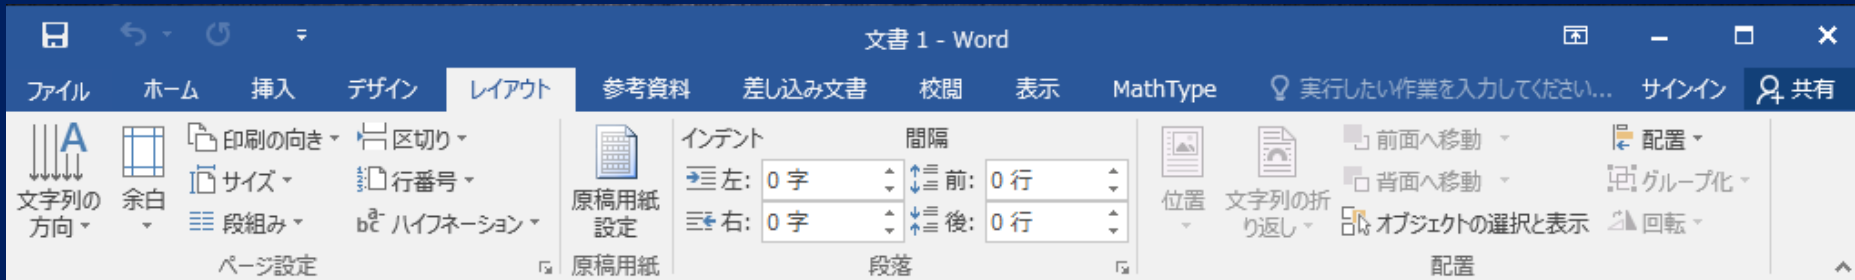 文書 1 - Word
ファイル ホーム 挿入 デザイン レイアウト 参考資料 差し込み文書 校閲 表示 MathType 実行したい作業を入力してください... サインイン 共有
文字列の方向
余白
印刷の向き
サイズ
段組み
区切り
行番号
ハイフネーション
ページ設定
原稿用紙設定
原稿用紙
インデント 間隔
左: 0 字 前: 0 行
右: 0 字 後: 0 行
段落
位置
文字列の折り返し
前面へ移動
背面へ移動
オブジェクトの選択と表示
配置
グループ化
回転
配置